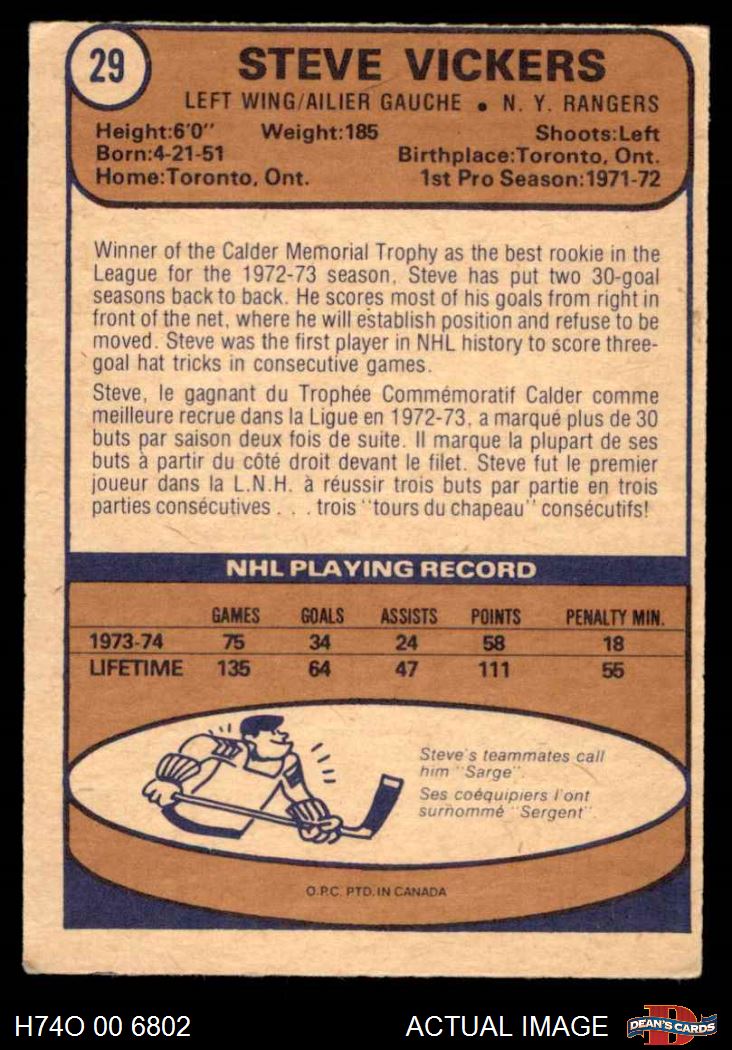 29
STEVE VICKERS
LEFT WING/AILIER GAUCHE • N. Y. RANGERS
Height:6'0" Weight:185 Shoots:Left
Born:4-21-51 Birthplace:Toronto, Ont.
Home:Toronto, Ont. 1st Pro Season:1971-72
Winner of the Calder Memorial Trophy as the best rookie in the
League for the 1972-73 season, Steve has put two 30-goal
seasons back to back. He scores most of his goals from right in
front of the net, where he will establish position and refuse to be
moved. Steve was the first player in NHL history to score three-
goal hat tricks in consecutive games.
Steve, le gagnant du Trophée Commémoratif Calder comme
meilleure recrue dans la Ligue en 1972-73, a marqué plus de 30
buts par saison deux fois de suite. Il marque la plupart de ses
buts à partir du côté droit devant le filet. Steve fut le premier
joueur dans la L.N.H. à réussir trois buts par partie en trois
parties consécutives . . . trois "tours du chapeau" consécutifs!
NHL PLAYING RECORD
GAMES GOALS ASSISTS POINTS PENALTY MIN.
1973-74 75 34 24 58 18
LIFETIME 135 64 47 111 55
Steve's teammates call
him "Sarge".
Ses coéquipiers l'ont
surnommé "Sergent".
O.P.C. PTD. IN CANADA
H74O 00 6802 ACTUAL IMAGE
D
DEAN'S CARDS